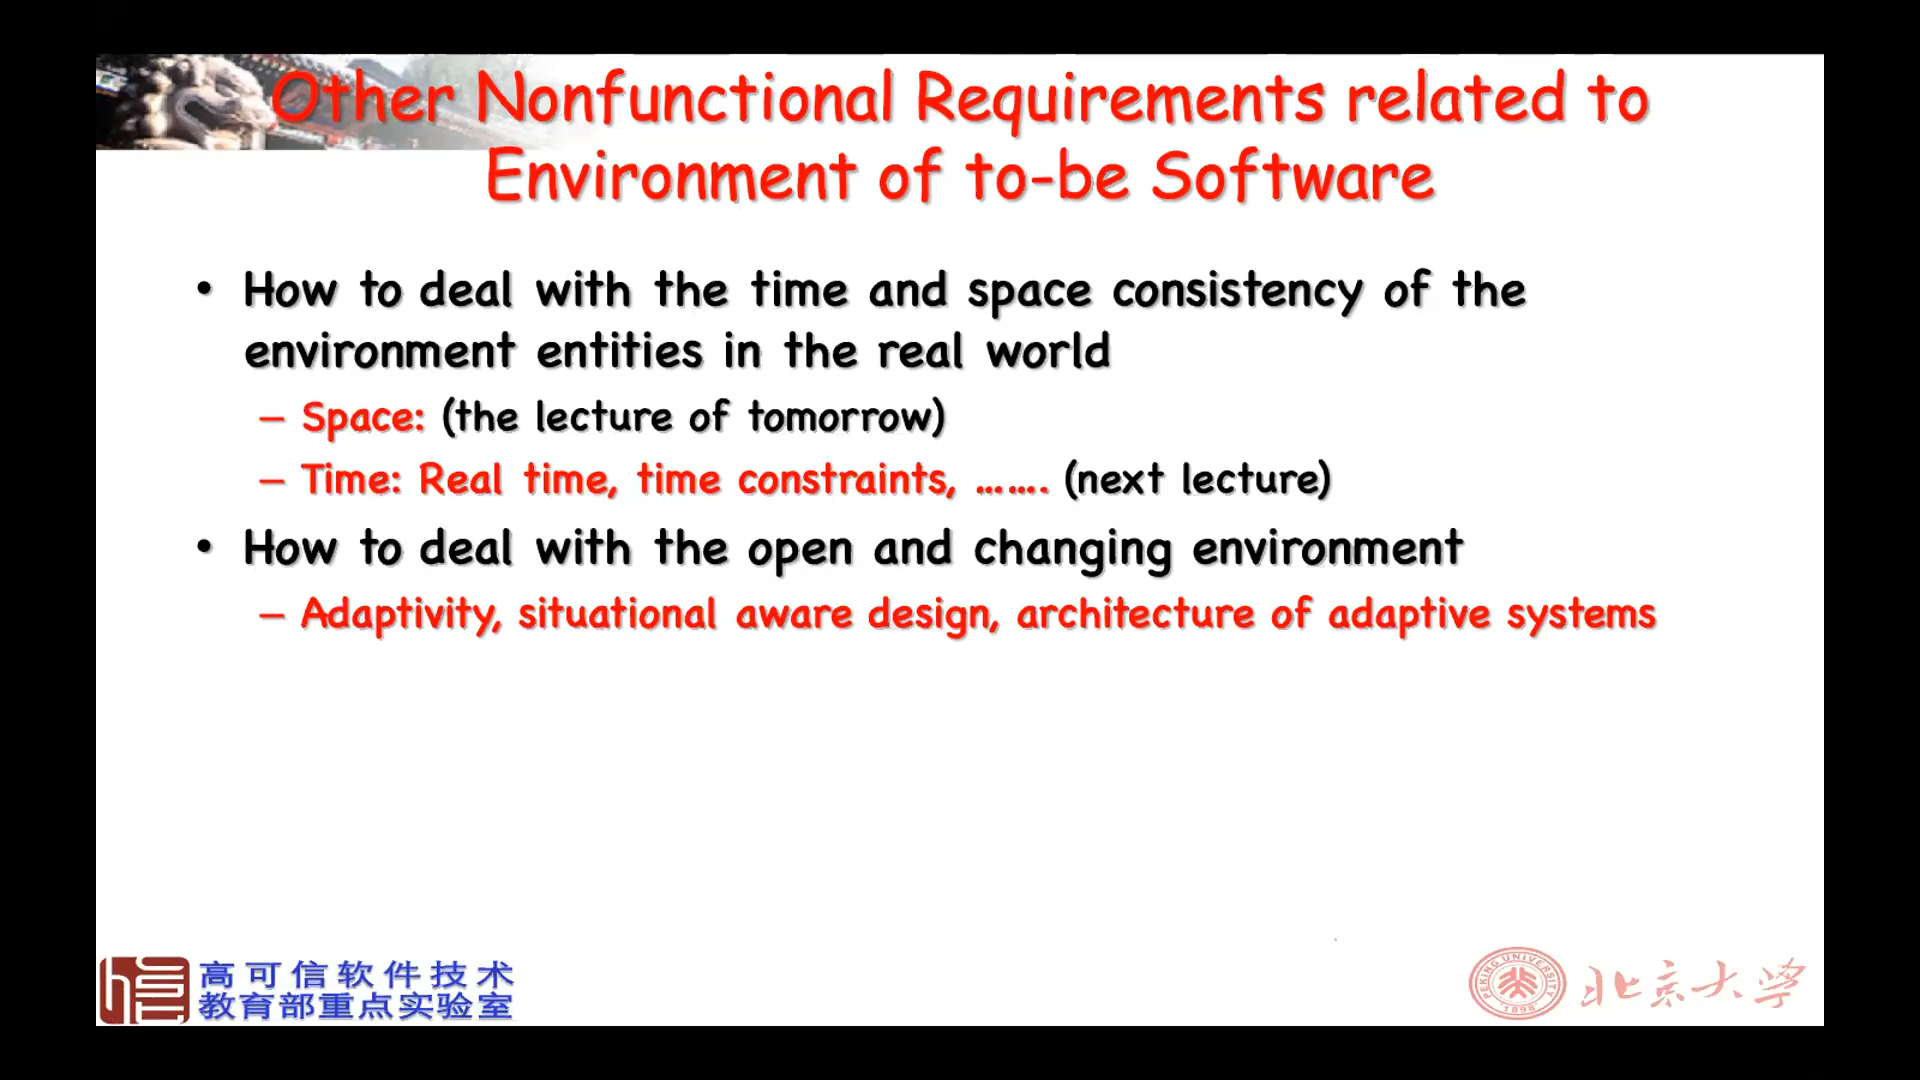 Other Nonfunctional Requirements related to
Environment of to-be Software
• How to deal with the time and space consistency of the
environment entities in the real world
– Space: (the lecture of tomorrow)
– Time: Real time, time constraints, ……. (next lecture)
• How to deal with the open and changing environment
– Adaptivity, situational aware design, architecture of adaptive systems
高可信软件技术
教育部重点实验室
PEKING UNIVERSITY
1898
北京大学